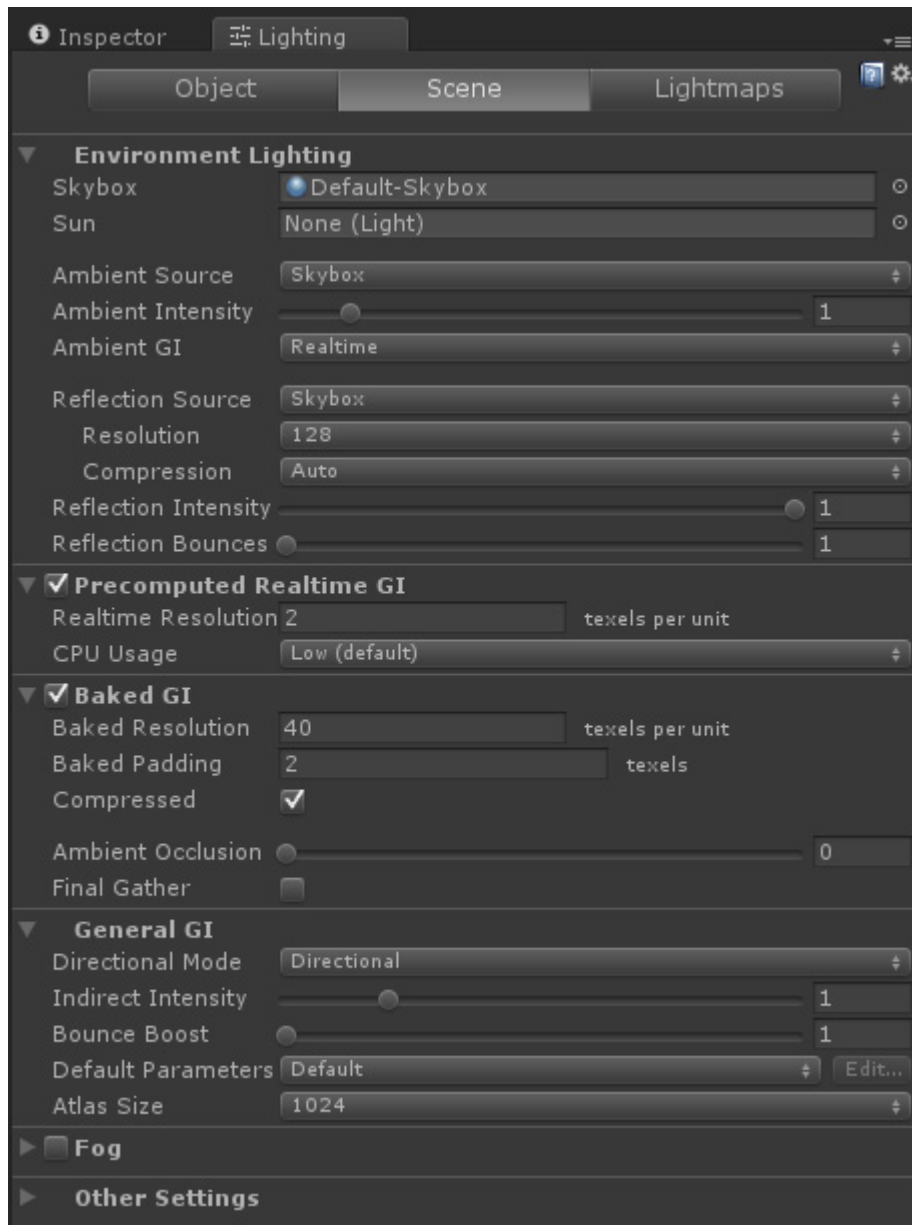 Inspector Lighting
Object Scene Lightmaps
Environment Lighting
Skybox Default-Skybox
Sun None (Light)
Ambient Source Skybox
Ambient Intensity 1
Ambient GI Realtime
Reflection Source Skybox
Resolution 128
Compression Auto
Reflection Intensity 1
Reflection Bounces 1
Precomputed Realtime GI
Realtime Resolution 2 texels per unit
CPU Usage Low (default)
Baked GI
Baked Resolution 40 texels per unit
Baked Padding 2 texels
Compressed
Ambient Occlusion 0
Final Gather
General GI
Directional Mode Directional
Indirect Intensity 1
Bounce Boost 1
Default Parameters Default Edit...
Atlas Size 1024
Fog
Other Settings